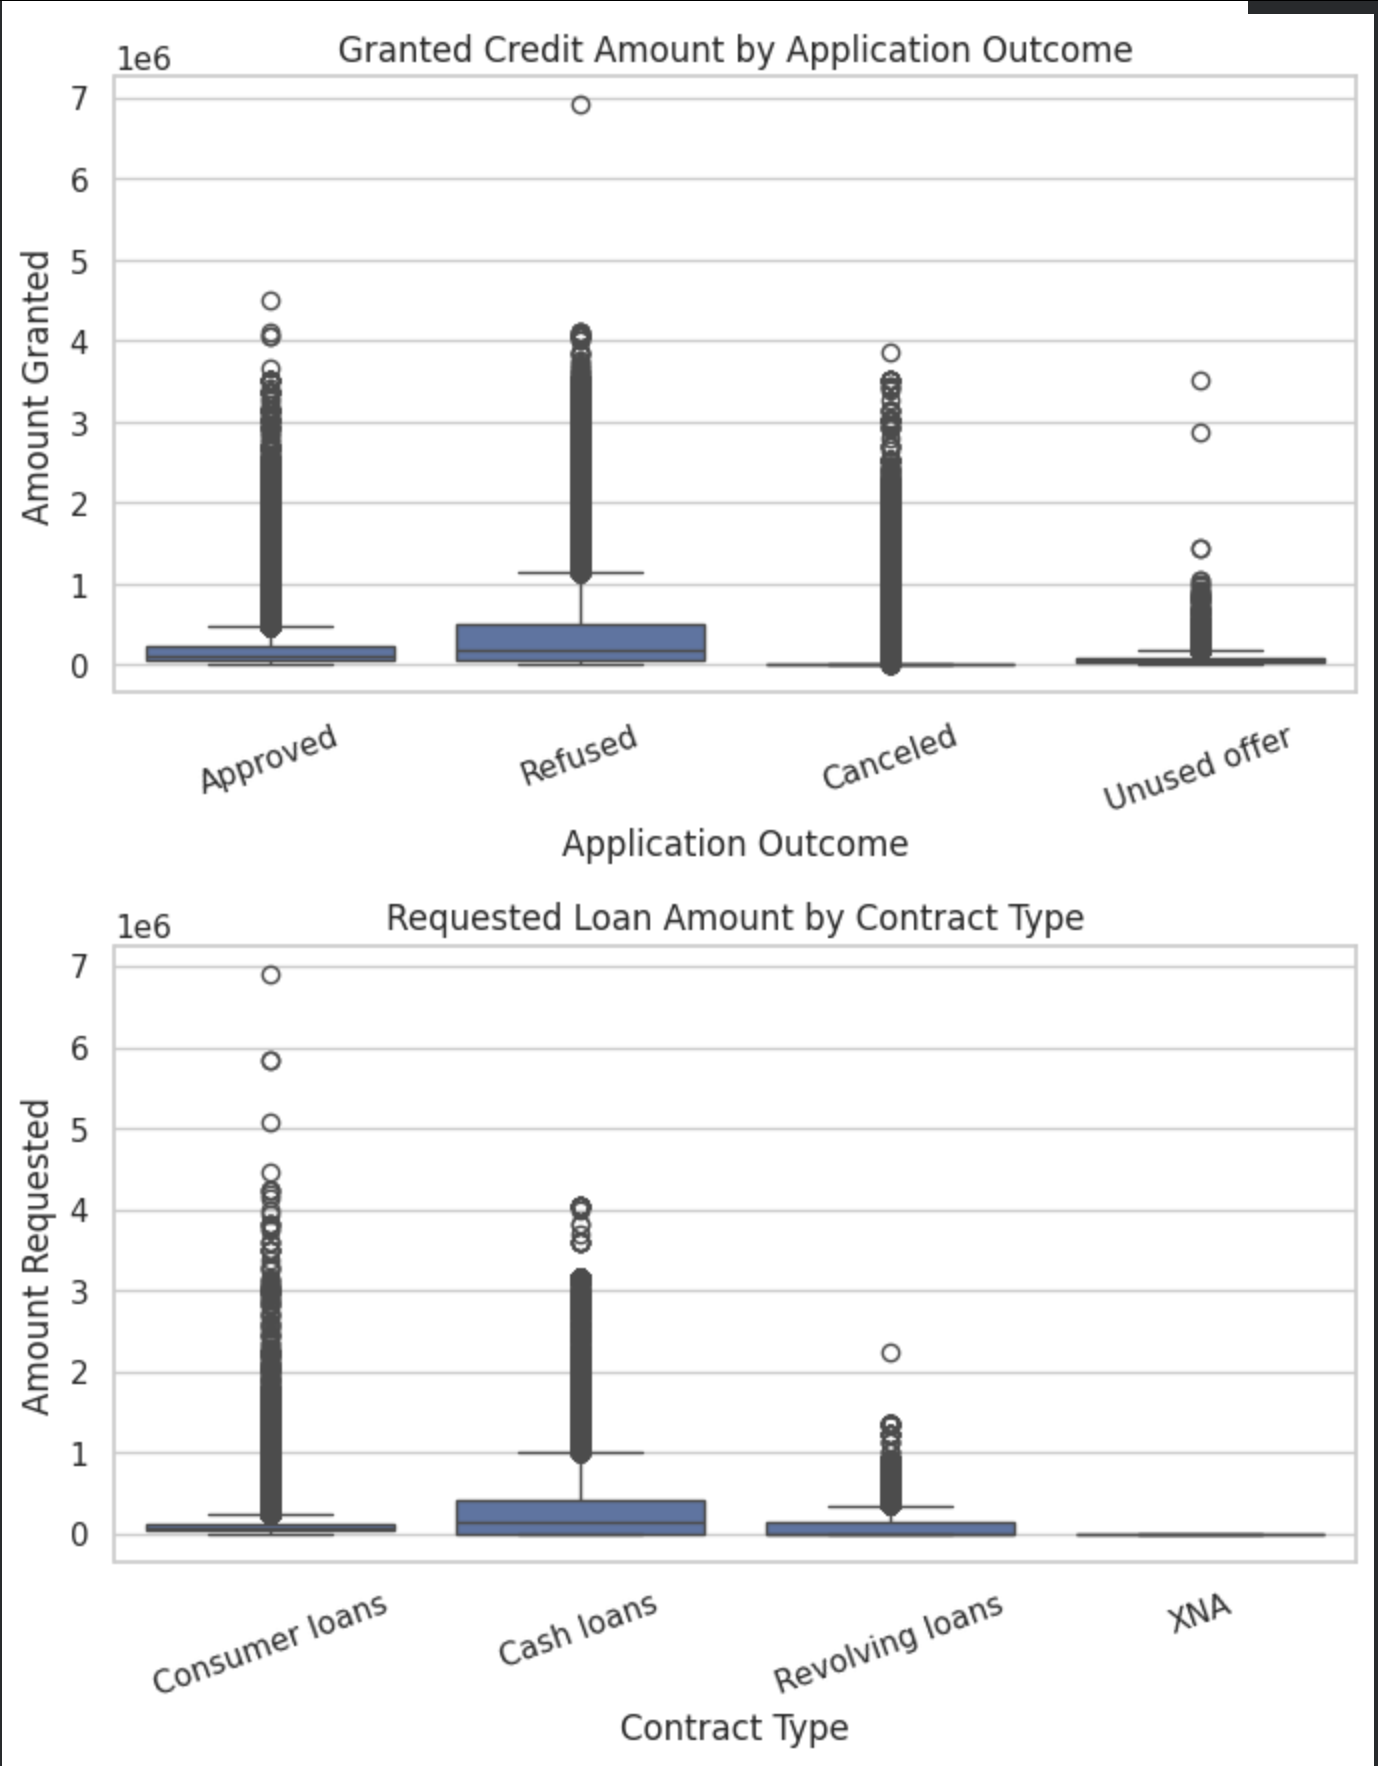 Granted Credit Amount by Application Outcome
1e6
7
6
5
4
3
2
1
0
Amount Granted
Approved
Refused
Canceled
Unused offer
Application Outcome
Requested Loan Amount by Contract Type
1e6
7
6
5
4
3
2
1
0
Amount Requested
Consumer loans
Cash loans
Revolving loans
XNA
Contract Type